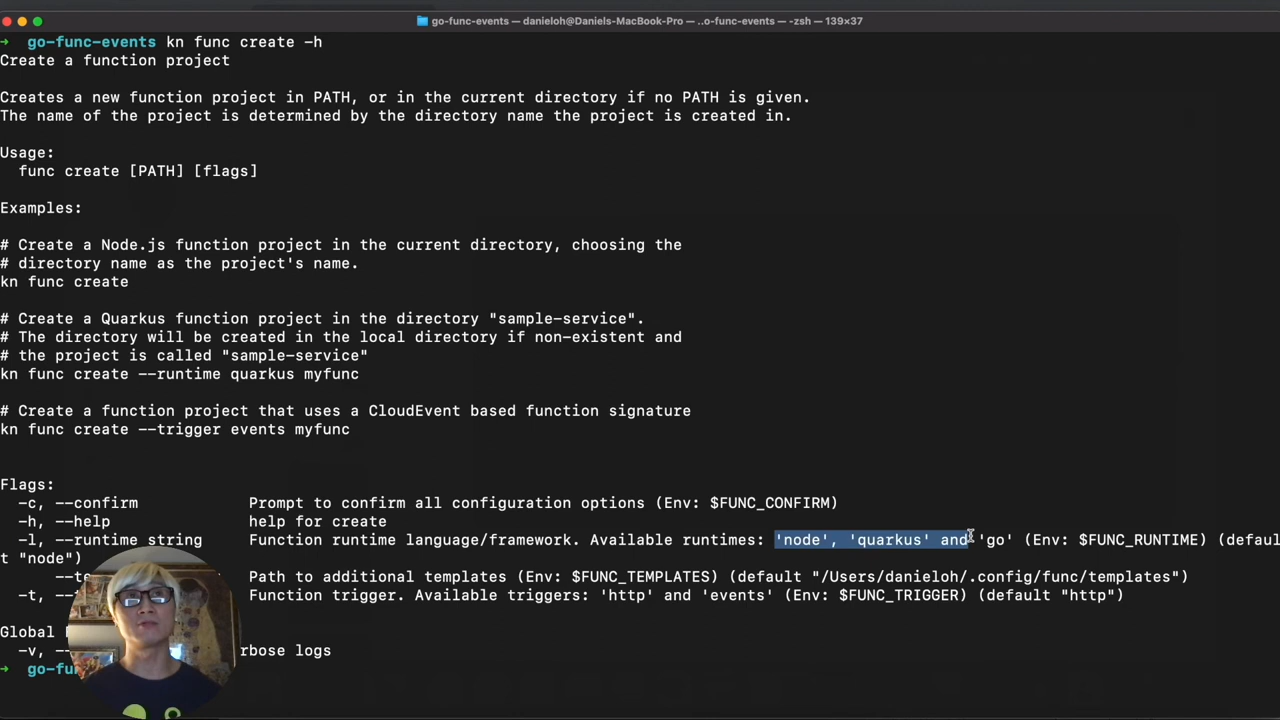 go-func-events — danieloh@Daniels-MacBook-Pro — ..o-func-events — -zsh — 139×37
➜ go-func-events kn func create -h
Create a function project
Creates a new function project in PATH, or in the current directory if no PATH is given.
The name of the project is determined by the directory name the project is created in.
Usage:
func create [PATH] [flags]
Examples:
# Create a Node.js function project in the current directory, choosing the
# directory name as the project's name.
kn func create
# Create a Quarkus function project in the directory "sample-service".
# The directory will be created in the local directory if non-existent and
# the project is called "sample-service"
kn func create --runtime quarkus myfunc
# Create a function project that uses a CloudEvent based function signature
kn func create --trigger events myfunc
Flags:
-c, --confirm Prompt to confirm all configuration options (Env: $FUNC_CONFIRM)
-h, --help help for create
-l, --runtime string Function runtime language/framework. Available runtimes: 'node', 'quarkus' and 'go' (Env: $FUNC_RUNTIME) (defaul
t "node")
Path to additional templates (Env: $FUNC_TEMPLATES) (default "/Users/danieloh/.config/func/templates")
-t, Function trigger. Available triggers: 'http' and 'events' (Env: $FUNC_TRIGGER) (default "http")
Global
-v, logs
➜